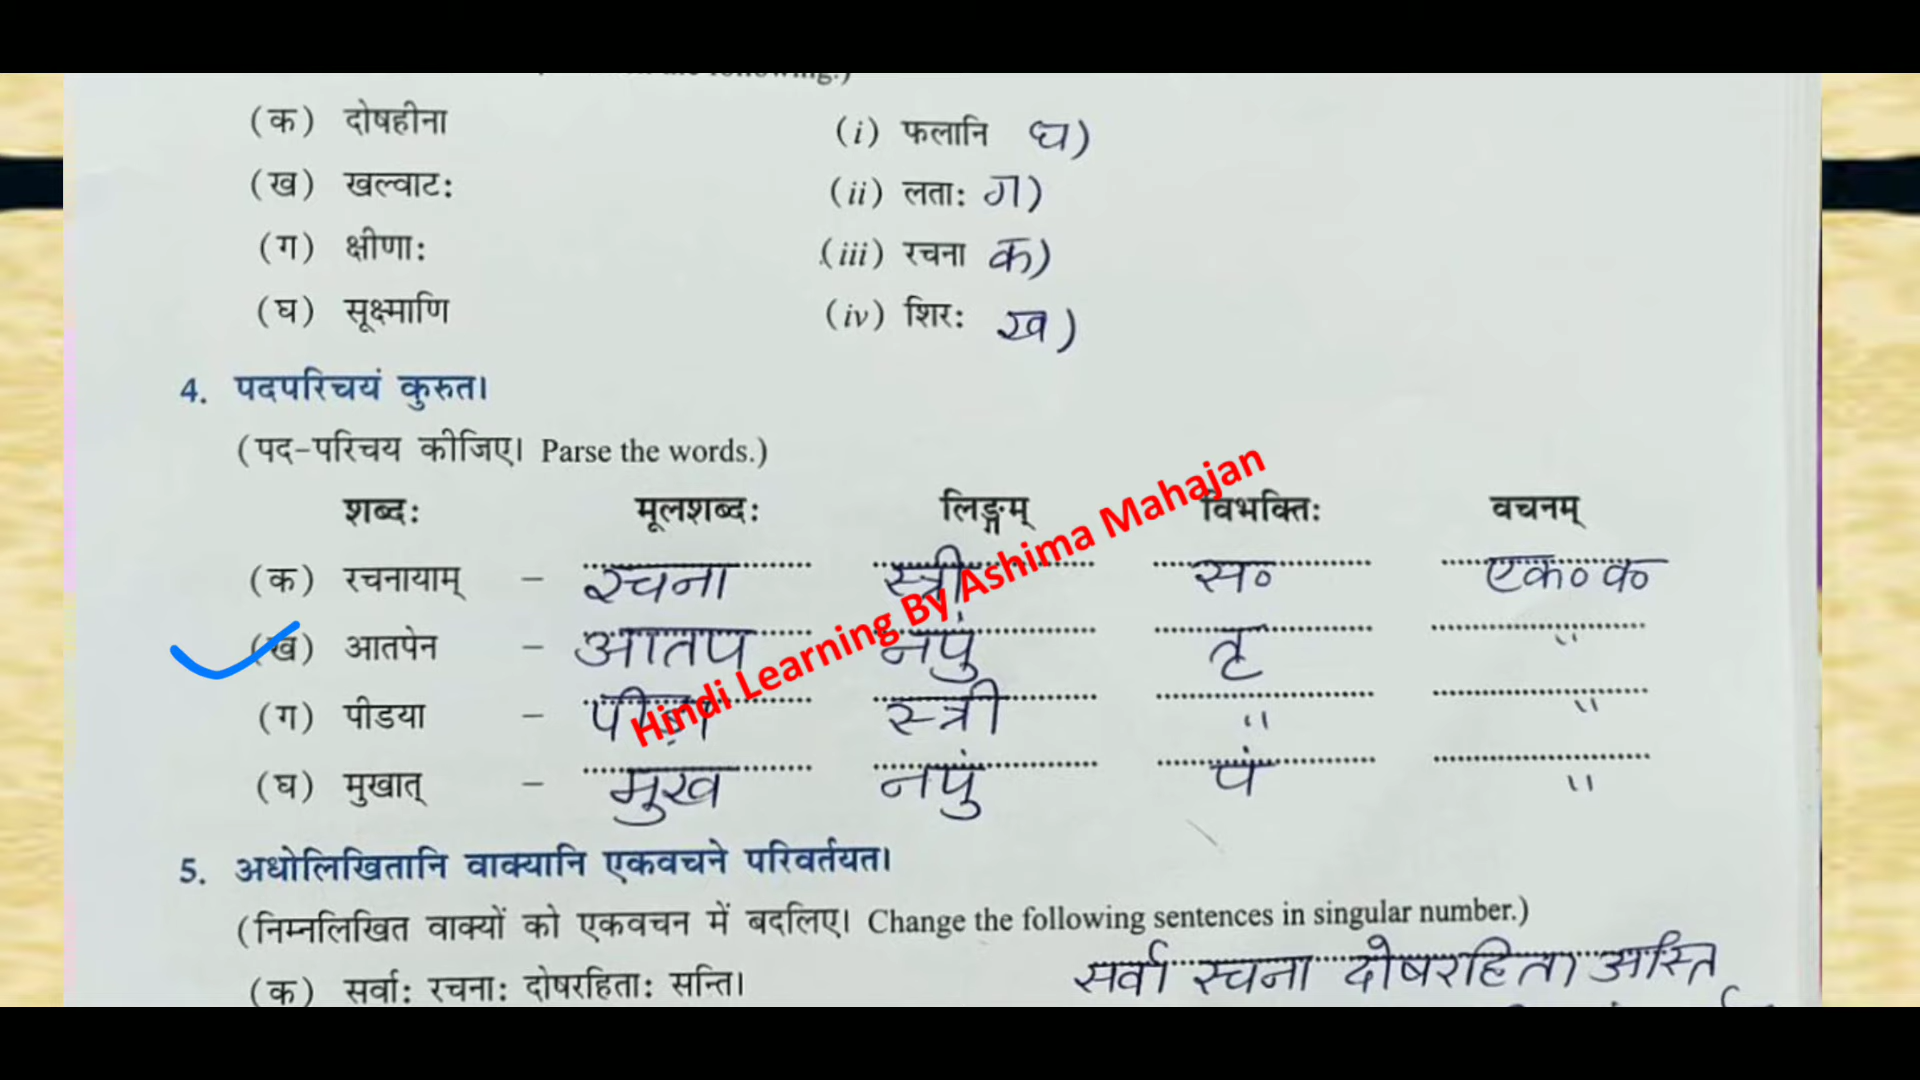 (क) दोषहीना (i) फलानि घ)
(ख) खल्वाटः (ii) लताः ग)
(ग) क्षीणाः (iii) रचना क)
(घ) सूक्ष्माणि (iv) शिरः ख)
4. पदपरिचयं कुरुत।
(पद-परिचय कीजिए। Parse the words.)
शब्दः मूलशब्दः लिङ्गम् विभक्तिः वचनम्
(क) रचनायाम् – रचना स्त्री स॰ एक॰ व॰
(ख) आतपेन – आतप नपुं तृ "
(ग) पीडया – पीड़ा स्त्री " "
(घ) मुखात् – मुख नपुं पं "
Hindi Learning By Ashima Mahajan
5. अधोलिखितानि वाक्यानि एकवचने परिवर्तयत।
(निम्नलिखित वाक्यों को एकवचन में बदलिए। Change the following sentences in singular number.)
(क) सर्वाः रचनाः दोषरहिताः सन्ति। सर्वा रचना दोषरहिता अस्ति